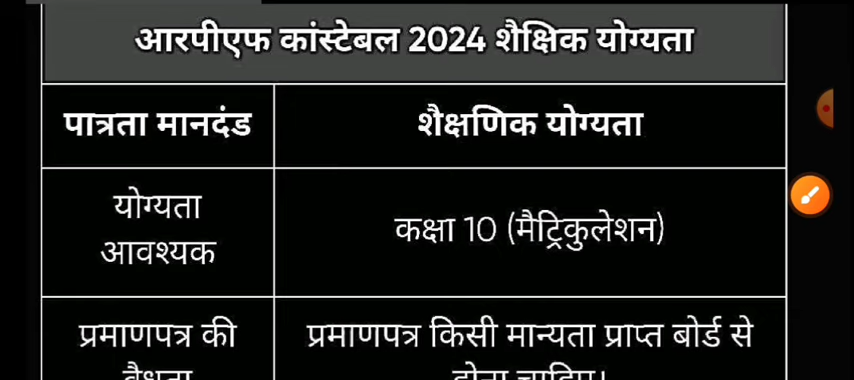 आरपीएफ कांस्टेबल 2024 शैक्षिक योग्यता
पात्रता मानदंड
शैक्षणिक योग्यता
योग्यता
आवश्यक
कक्षा 10 (मैट्रिकुलेशन)
प्रमाणपत्र की
वैधता
प्रमाणपत्र किसी मान्यता प्राप्त बोर्ड से
होना चाहिए।